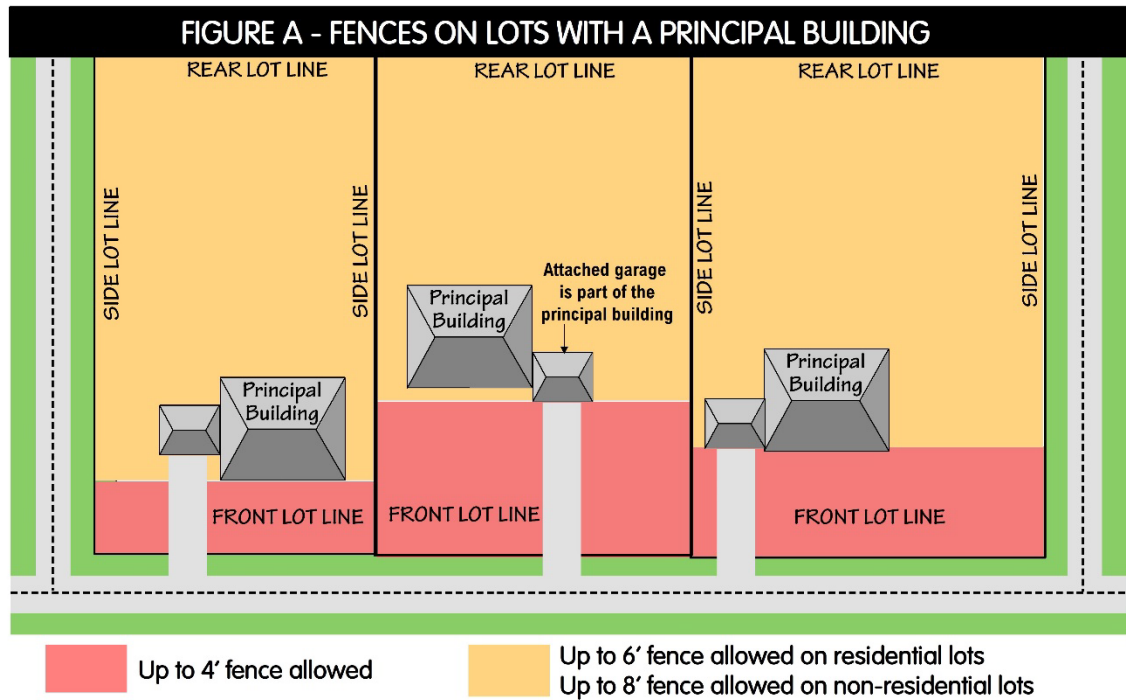 FIGURE A - FENCES ON LOTS WITH A PRINCIPAL BUILDING
REAR LOT LINE
REAR LOT LINE
REAR LOT LINE
SIDE LOT LINE
SIDE LOT LINE
SIDE LOT LINE
SIDE LOT LINE
Principal
Building
Principal
Building
Attached garage
is part of the
principal building
Principal
Building
FRONT LOT LINE
FRONT LOT LINE
FRONT LOT LINE
Up to 4' fence allowed
Up to 6' fence allowed on residential lots
Up to 8' fence allowed on non-residential lots